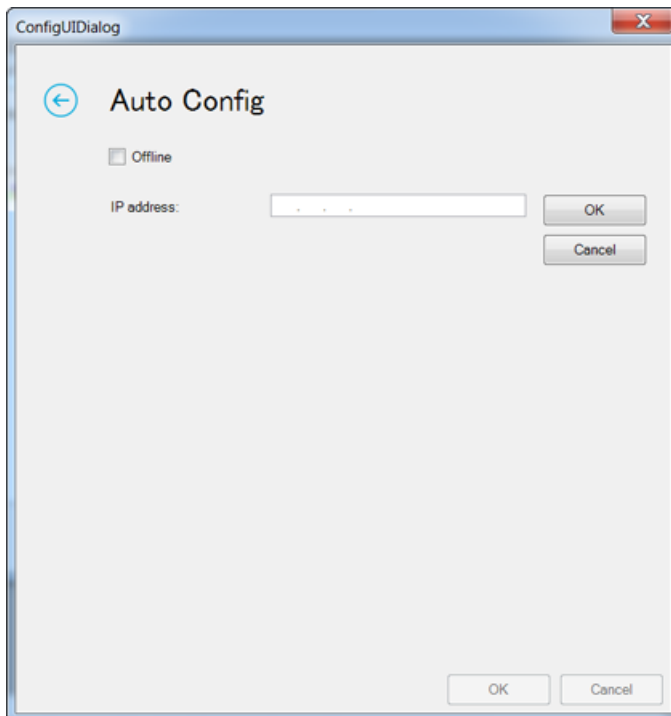 ConfigUIDialog
Auto Config
Offline
IP address: . . . OK
Cancel
OK Cancel